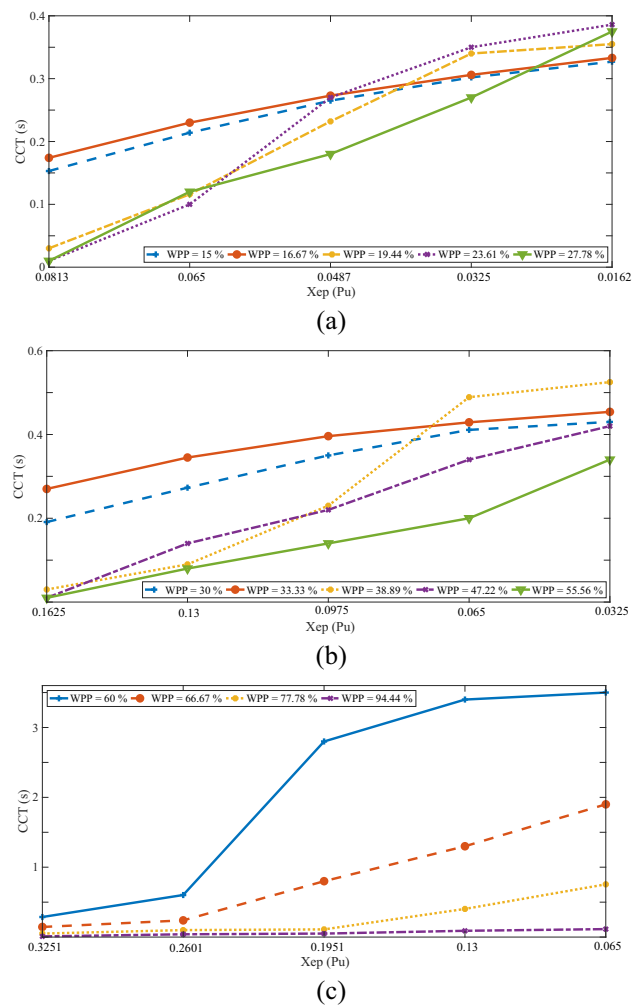 0.4
0.3
0.2
0.1
0
CCT (s)
WPP = 15 % WPP = 16.67 % WPP = 19.44 % WPP = 23.61 % WPP = 27.78 %
0.0813 0.065 0.0487 0.0325 0.0162
Xep (Pu)
(a)
0.6
0.4
0.2
CCT (s)
WPP = 30 % WPP = 33.33 % WPP = 38.89 % WPP = 47.22 % WPP = 55.56 %
0.1625 0.13 0.0975 0.065 0.0325
Xep (Pu)
(b)
WPP = 60 % WPP = 66.67 % WPP = 77.78 % WPP = 94.44 %
3
2
1
CCT (s)
0.3251 0.2601 0.1951 0.13 0.065
Xep (Pu)
(c)